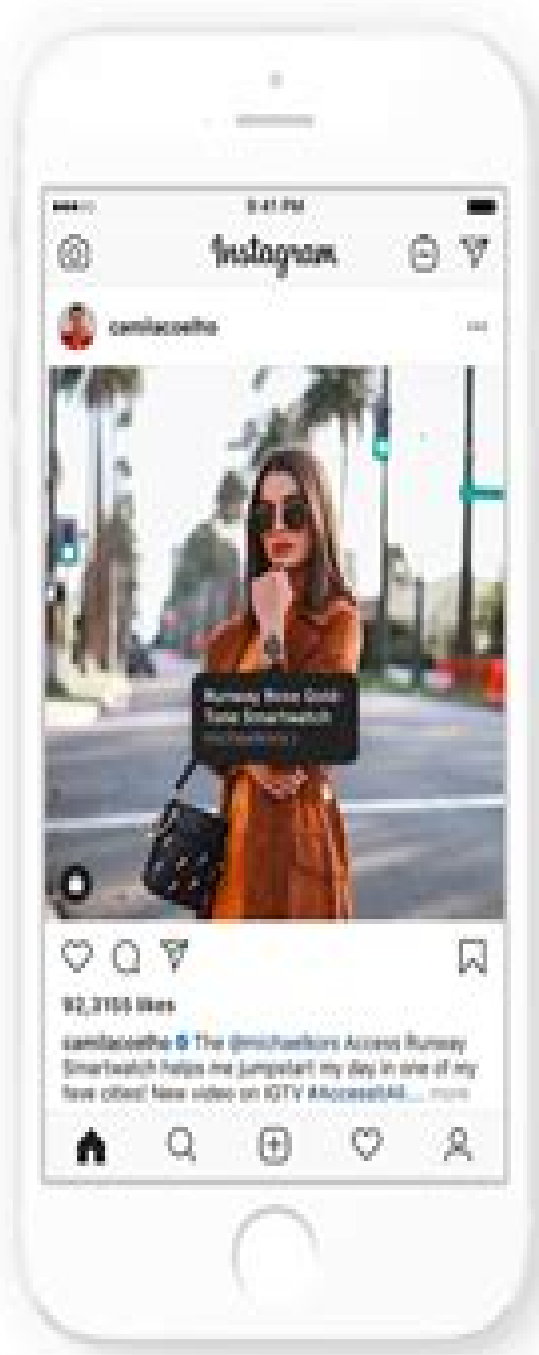 9:41 PM
Instagram
camilacoelho
Runway Rose Gold-
Tone Smartwatch
92,3155 likes
camilacoelho The @michaelkors Access Runway
Smartwatch helps me jumpstart my day in one of my
fave cities! New video on IGTV #AccessItAll... more